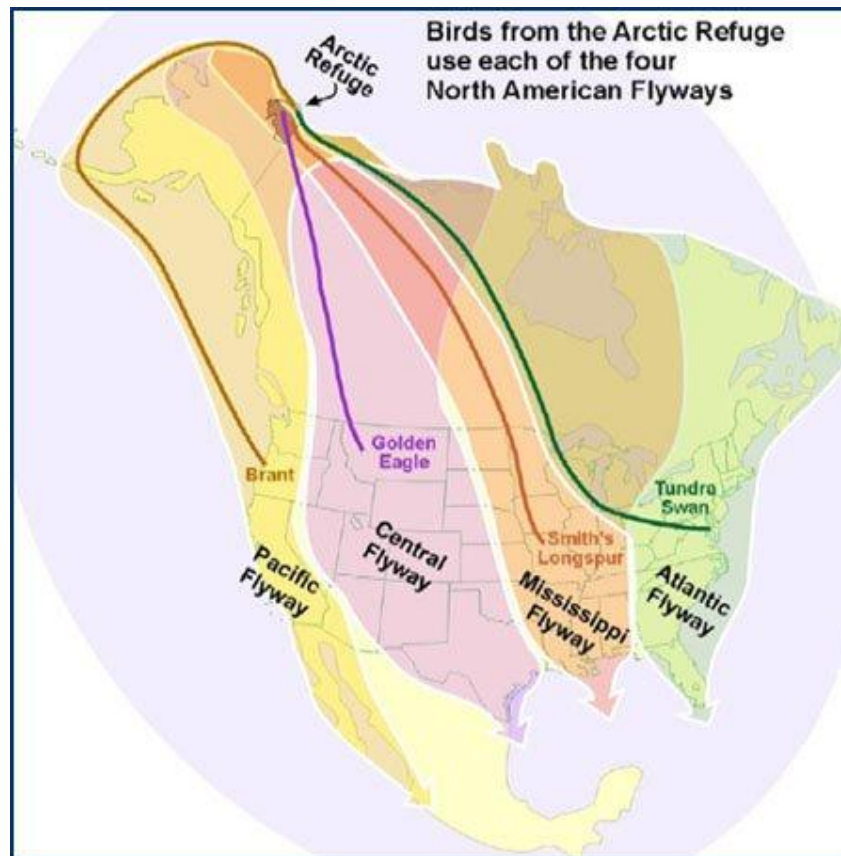 Birds from the Arctic Refuge
use each of the four
North American Flyways
Arctic
Refuge
Golden
Eagle
Brant
Tundra
Swan
Smith's
Longspur
Pacific
Flyway
Central
Flyway
Mississippi
Flyway
Atlantic
Flyway